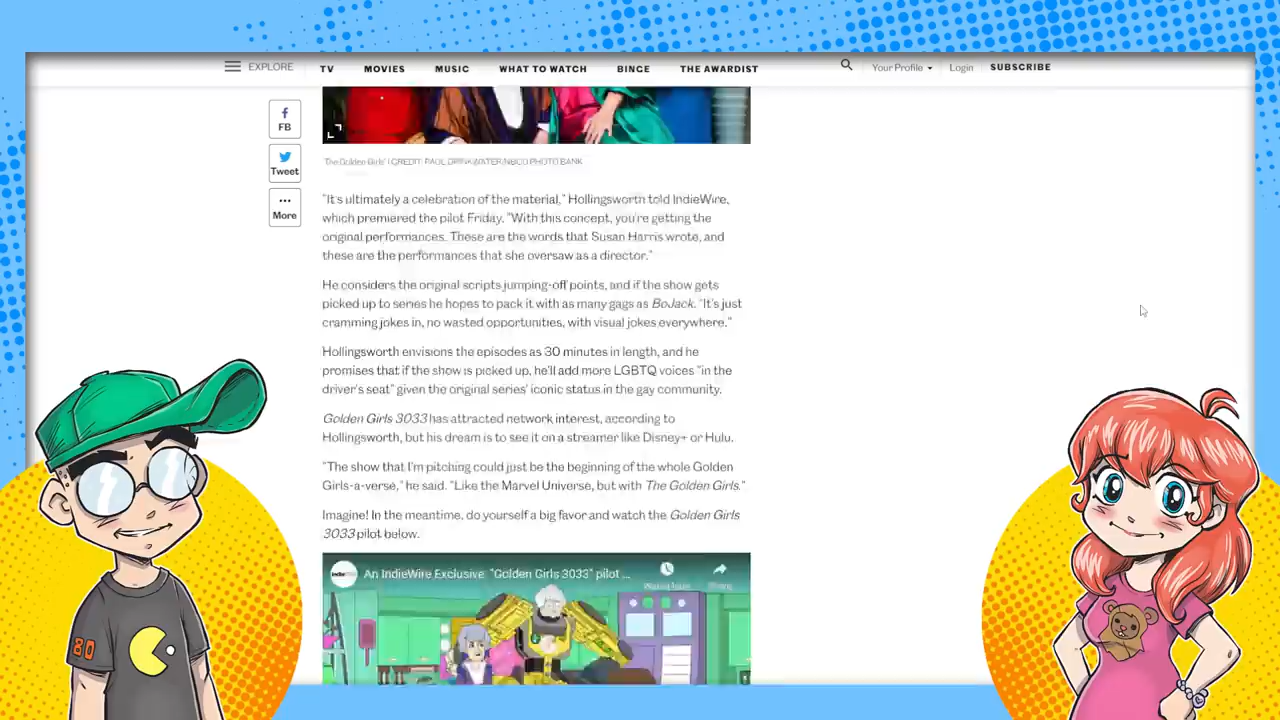 EXPLORE
TV
MOVIES
MUSIC
WHAT TO WATCH
BINGE
THE AWARDIST
Your Profile
Login
SUBSCRIBE
FB
Tweet
More
'The Golden Girls' | CREDIT: PAUL DRINKWATER/NBCU PHOTO BANK
"It's ultimately a celebration of the material," Hollingsworth told IndieWire,
which premiered the pilot Friday. "With this concept, you're getting the
original performances. These are the words that Susan Harris wrote, and
these are the performances that she oversaw as a director."
He considers the original scripts jumping-off points, and if the show gets
picked up to series he hopes to pack it with as many gags as BoJack. "It's just
cramming jokes in, no wasted opportunities, with visual jokes everywhere."
Hollingsworth envisions the episodes as 30 minutes in length, and he
promises that if the show is picked up, he'll add more LGBTQ voices "in the
driver's seat" given the original series' iconic status in the gay community.
Golden Girls 3033 has attracted network interest, according to
Hollingsworth, but his dream is to see it on a streamer like Disney+ or Hulu.
"The show that I'm pitching could just be the beginning of the whole Golden
Girls-a-verse," he said. "Like the Marvel Universe, but with The Golden Girls."
Imagine! In the meantime, do yourself a big favor and watch the Golden Girls
3033 pilot below.
An IndieWire Exclusive: "Golden Girls 3033" pilot ...
80